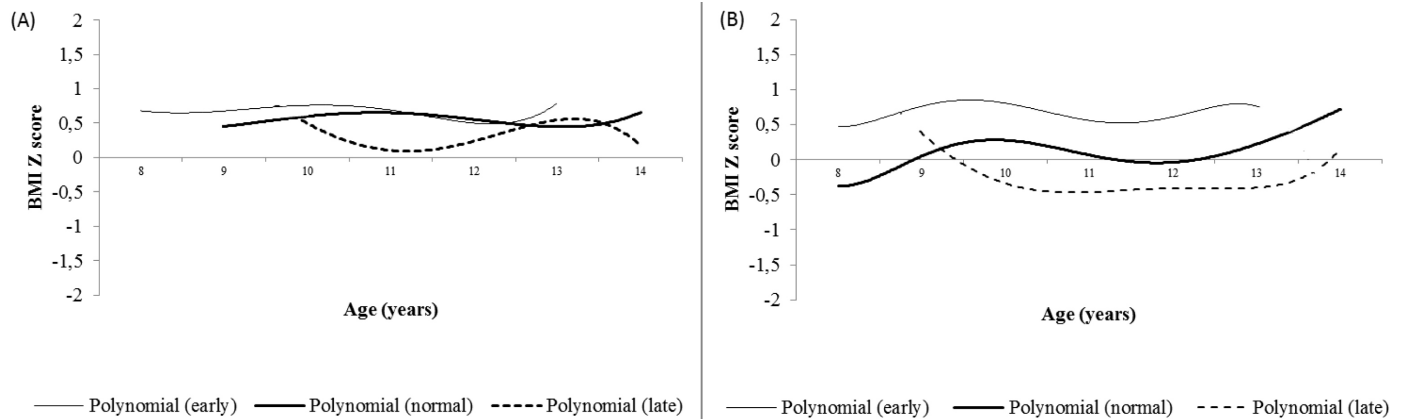 (A)
BMI Z score
2
1,5
1
0,5
0
-0,5
-1
-1,5
-2
8 9 10 11 12 13 14
Age (years)
Polynomial (early) Polynomial (normal) Polynomial (late)
(B)
BMI Z score
2
1,5
1
0,5
0
-0,5
-1
-1,5
-2
8 9 10 11 12 13 14
Age (years)
Polynomial (early) Polynomial (normal) Polynomial (late)